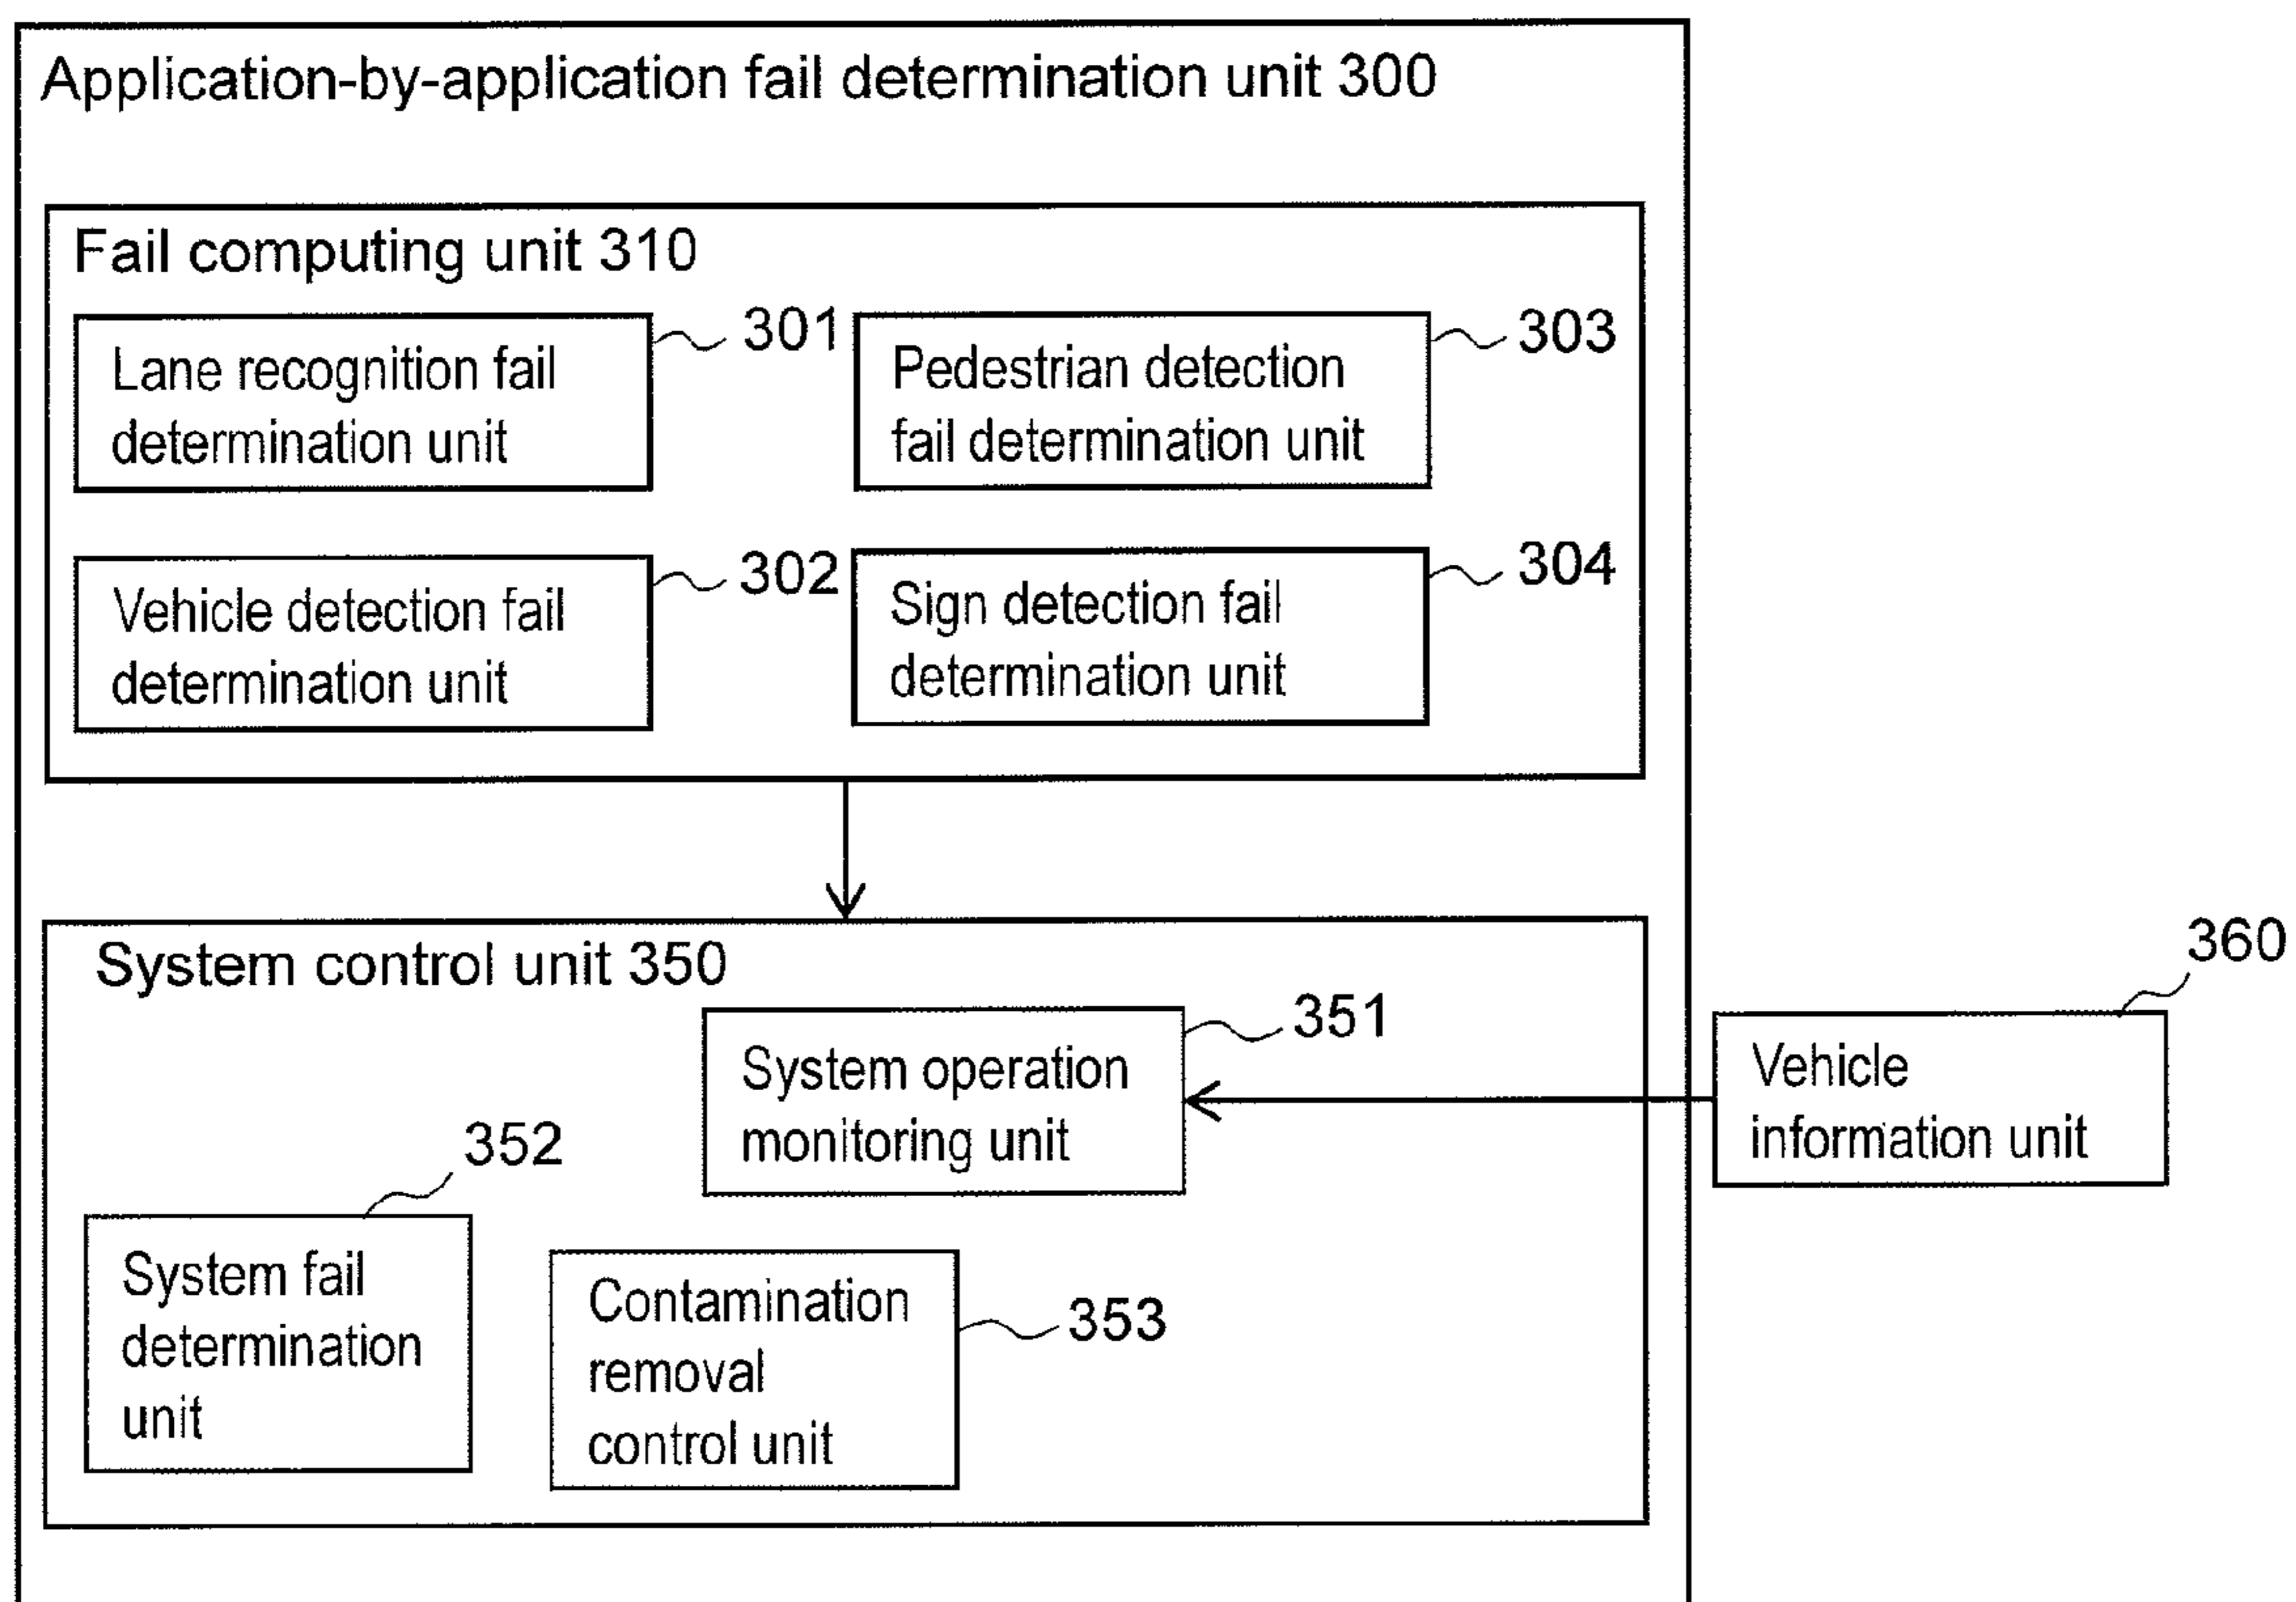 Application-by-application fail determination unit 300
Fail computing unit 310
Lane recognition fail
determination unit
301
Pedestrian detection
fail determination unit
303
Vehicle detection fail
determination unit
302
Sign detection fail
determination unit
304
System control unit 350
System operation
monitoring unit
351
360
Vehicle
information unit
352
System fail
determination
unit
Contamination
removal
control unit
353